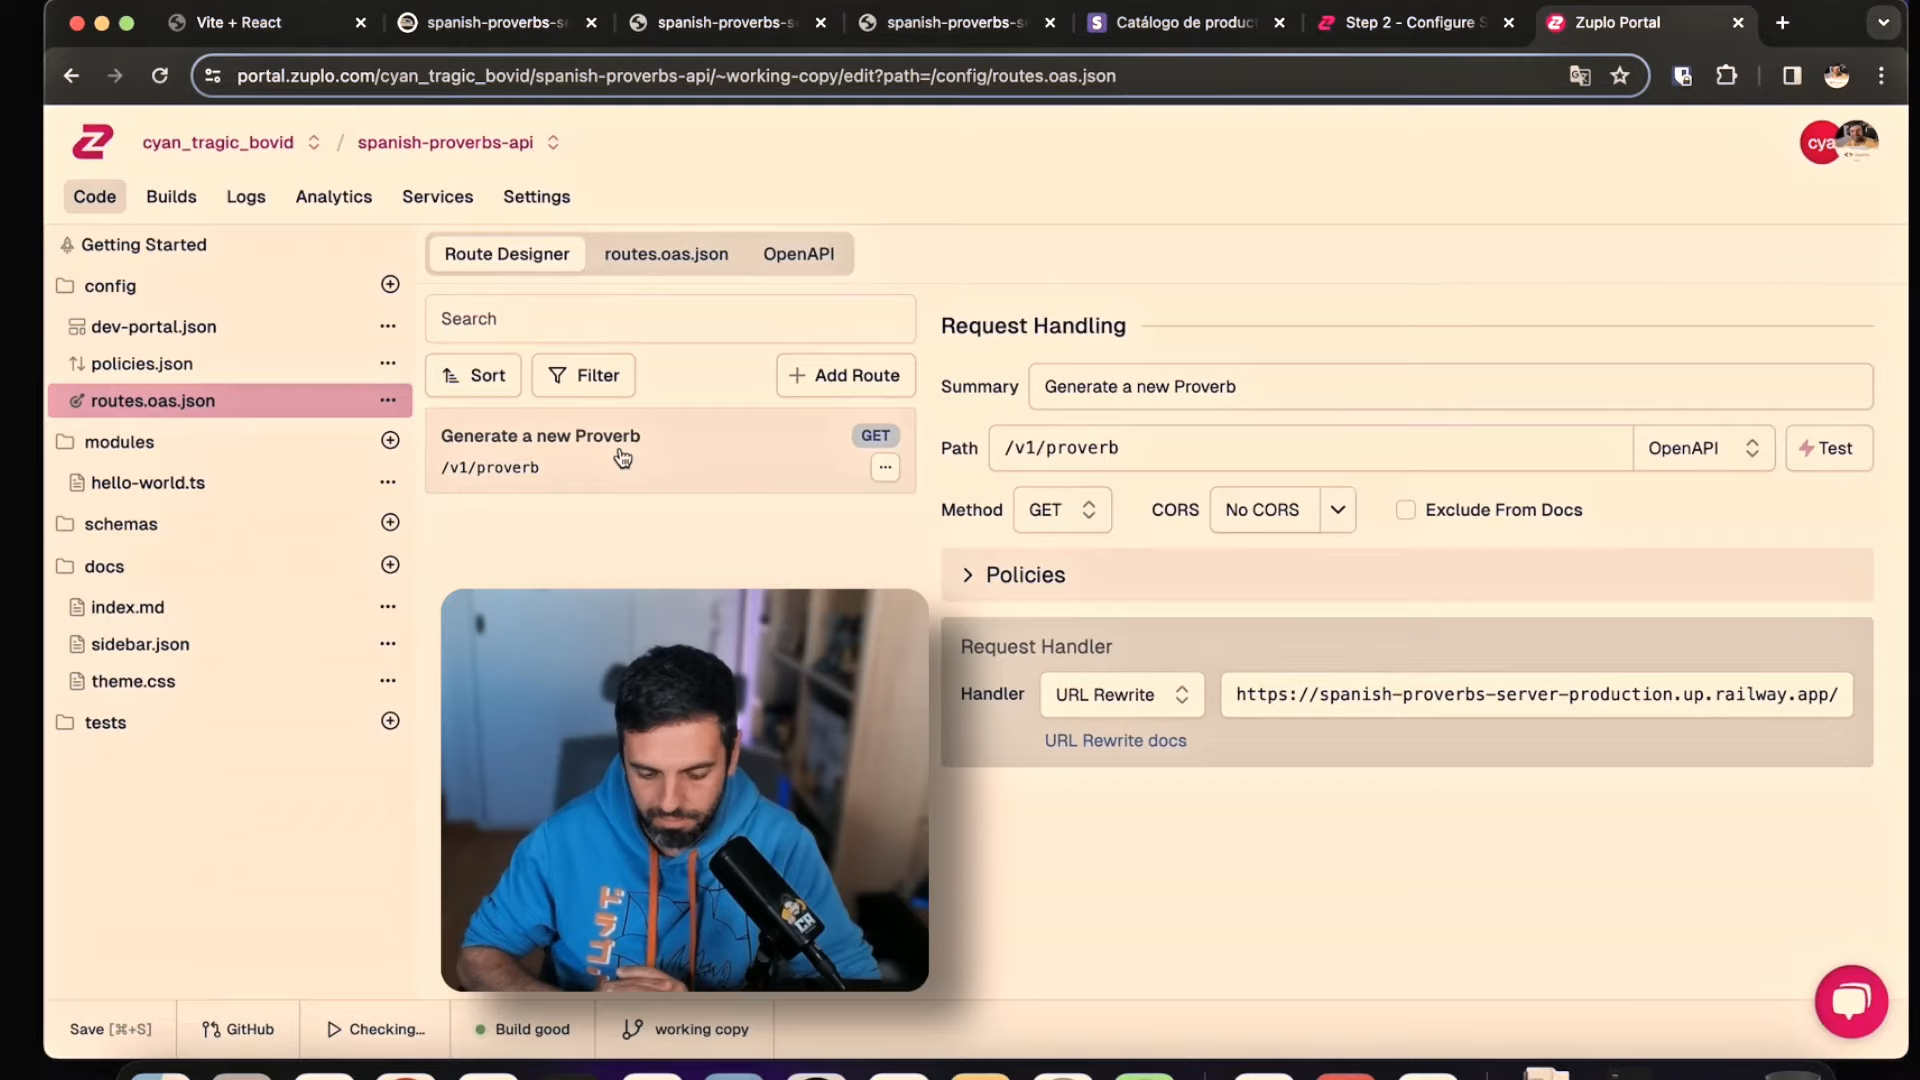 Vite + React
spanish-proverbs-s
spanish-proverbs-s
spanish-proverbs-s
Catálogo de produc
Step 2 - Configure S
Zuplo Portal
portal.zuplo.com/cyan_tragic_bovid/spanish-proverbs-api/~working-copy/edit?path=/config/routes.oas.json
cyan_tragic_bovid / spanish-proverbs-api
cya
Code Builds Logs Analytics Services Settings
Getting Started
config
dev-portal.json
policies.json
routes.oas.json
modules
hello-world.ts
schemas
docs
index.md
sidebar.json
theme.css
tests
Route Designer routes.oas.json OpenAPI
Search
Sort Filter + Add Route
Generate a new Proverb GET
/v1/proverb
Request Handling
Summary Generate a new Proverb
Path /v1/proverb OpenAPI Test
Method GET CORS No CORS Exclude From Docs
Policies
Request Handler
Handler URL Rewrite https://spanish-proverbs-server-production.up.railway.app/
URL Rewrite docs
Save [⌘+S] GitHub Checking... Build good working copy